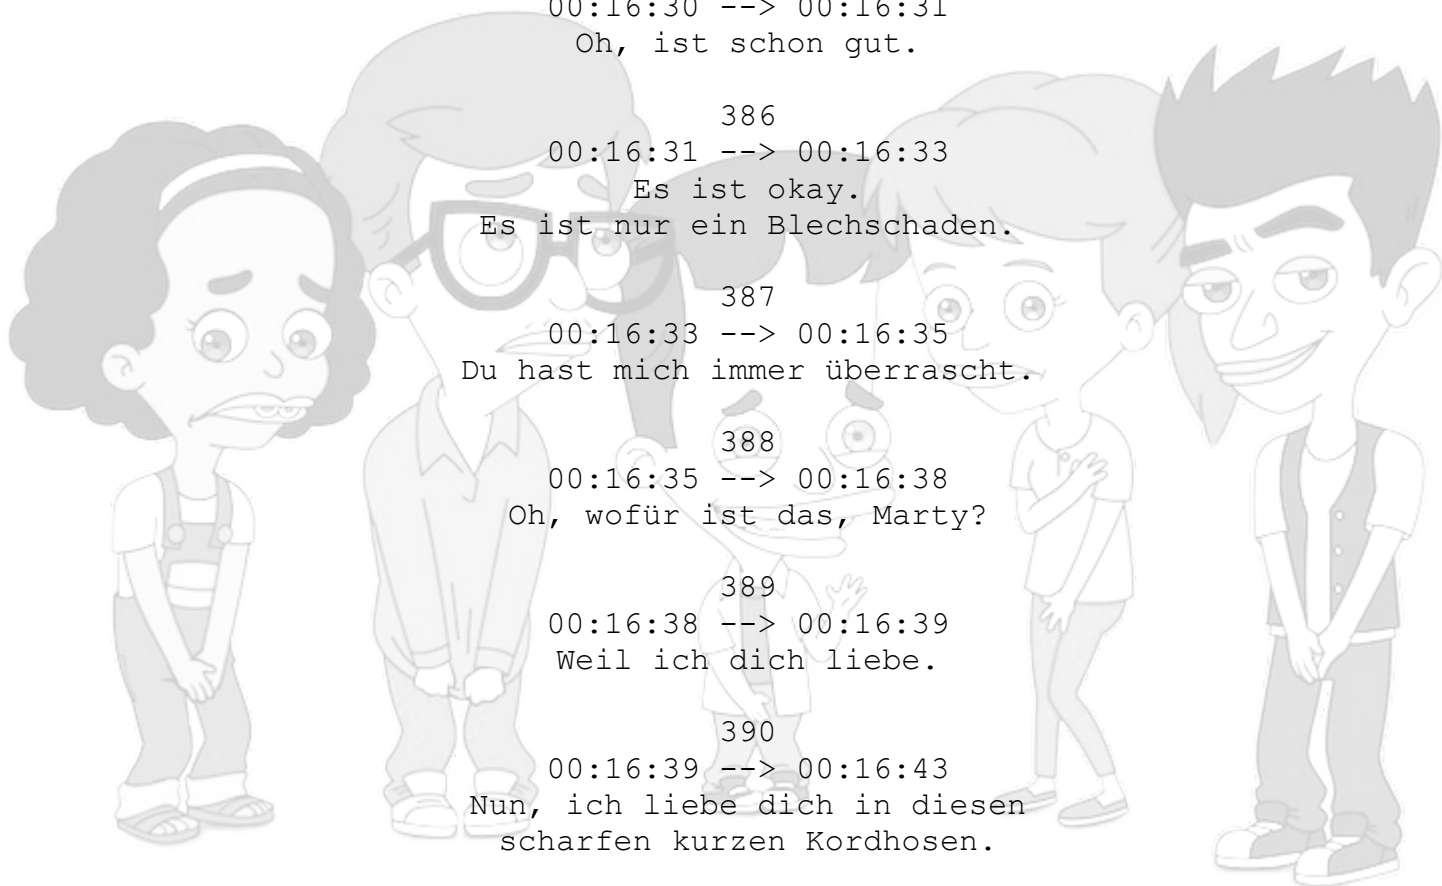 00:16:30 --> 00:16:31
Oh, ist schon gut.
386
00:16:31 --> 00:16:33
Es ist okay.
Es ist nur ein Blechschaden.
387
00:16:33 --> 00:16:35
Du hast mich immer überrascht.
388
00:16:35 --> 00:16:38
Oh, wofür ist das, Marty?
389
00:16:38 --> 00:16:39
Weil ich dich liebe.
390
00:16:39 --> 00:16:43
Nun, ich liebe dich in diesen
scharfen kurzen Kordhosen.